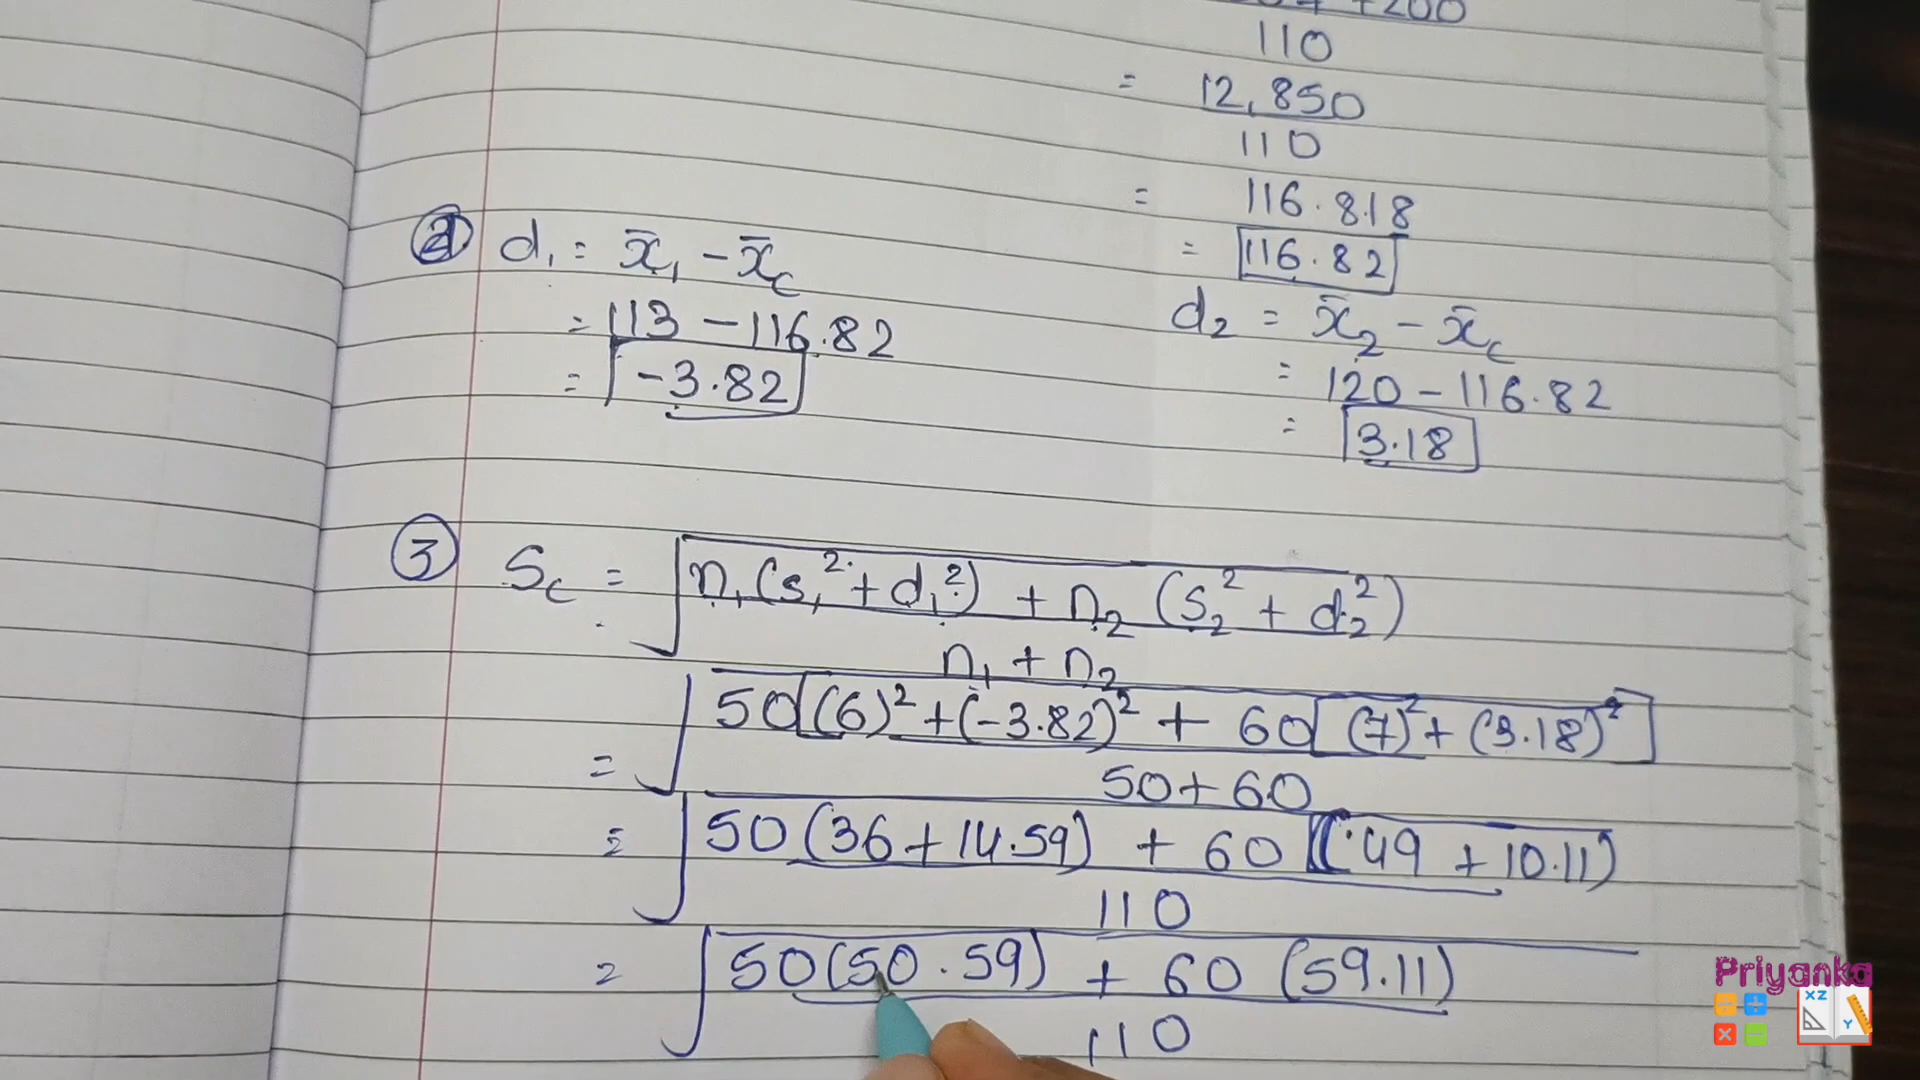 +200
110
= 12,850
110
= 116.818
= 116.82
② d₁ = x̄₁ - x̄c
= 113 - 116.82
= -3.82
d₂ = x̄₂ - x̄c
= 120 - 116.82
= 3.18
③ Sc = √ n₁(s₁² + d₁²) + n₂ (S₂² + d₂²)
n₁ + n₂
= √ 50[(6)² + (-3.82)² + 60[(7)² + (3.18)²]
50 + 60
= √ 50 (36 + 14.59) + 60 (49 + 10.11)
110
= √ 50(50.59) + 60 (59.11)
110
Priyanka
XZ
Y